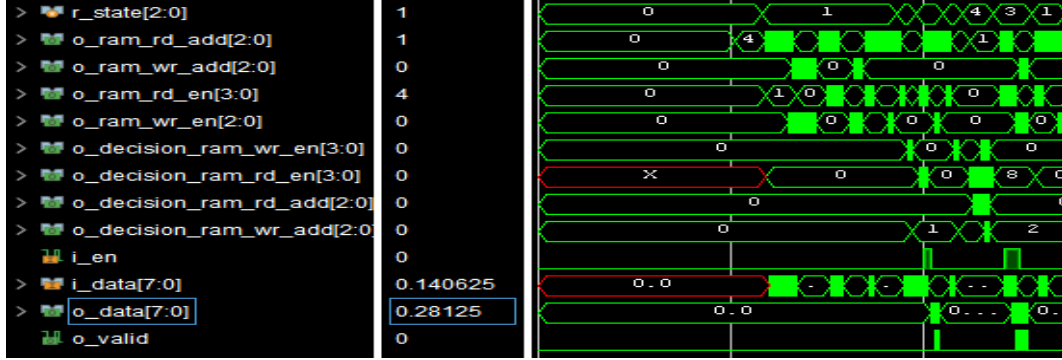 > r_state[2:0] 1 0 1 4 3 1
> o_ram_rd_add[2:0] 1 0 4 1
> o_ram_wr_add[2:0] 0 0 0 0
> o_ram_rd_en[3:0] 4 0 1 0 0
> o_ram_wr_en[2:0] 0 0 0 0 0 0
> o_decision_ram_wr_en[3:0] 0 0 0 0
> o_decision_ram_rd_en[3:0] 0 X 0 0 8
> o_decision_ram_rd_add[2:0] 0 0
> o_decision_ram_wr_add[2:0 0 0 1 2
i_en 0
> i_data[7:0] 0.140625 0.0 . . ..
> o_data[7:0] 0.28125 0.0 0... 0.
o_valid 0